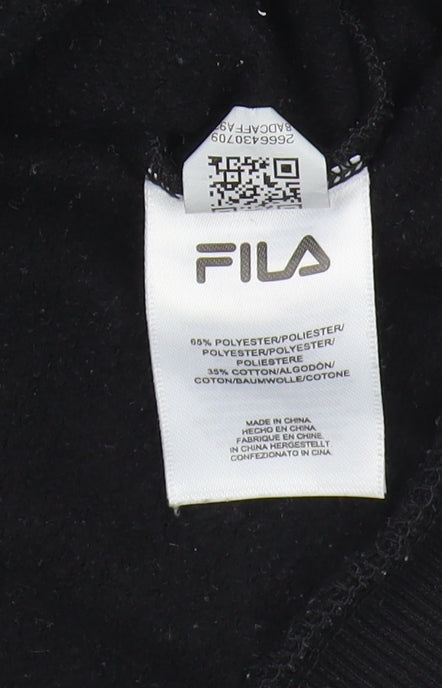 8ADCAFFA9
2666430709
FILA
65% POLYESTER/POLIESTER/
POLYESTER/POLYESTER/
POLIESTERE
35% COTTON/ALGODÓN/
COTON/BAUMWOLLE/COTONE
MADE IN CHINA.
HECHO EN CHINA
FABRIQUE EN CHINE.
IN CHINA HERGESTELLT.
CONFEZIONATO IN CINA.